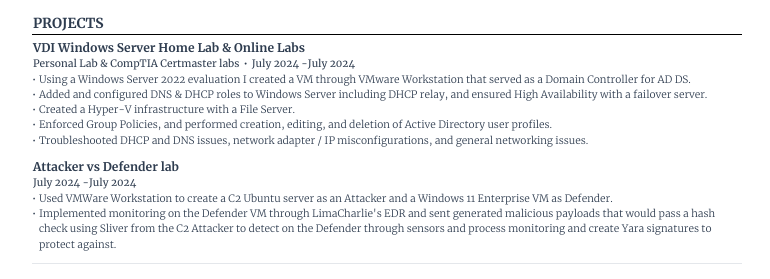 PROJECTS
VDI Windows Server Home Lab & Online Labs
Personal Lab & CompTIA Certmaster labs • July 2024 -July 2024
• Using a Windows Server 2022 evaluation I created a VM through VMware Workstation that served as a Domain Controller for AD DS.
• Added and configured DNS & DHCP roles to Windows Server including DHCP relay, and ensured High Availability with a failover server.
• Created a Hyper-V infrastructure with a File Server.
• Enforced Group Policies, and performed creation, editing, and deletion of Active Directory user profiles.
• Troubleshooted DHCP and DNS issues, network adapter / IP misconfigurations, and general networking issues.
Attacker vs Defender lab
July 2024 -July 2024
• Used VMWare Workstation to create a C2 Ubuntu server as an Attacker and a Windows 11 Enterprise VM as Defender.
• Implemented monitoring on the Defender VM through LimaCharlie's EDR and sent generated malicious payloads that would pass a hash
check using Sliver from the C2 Attacker to detect on the Defender through sensors and process monitoring and create Yara signatures to
protect against.